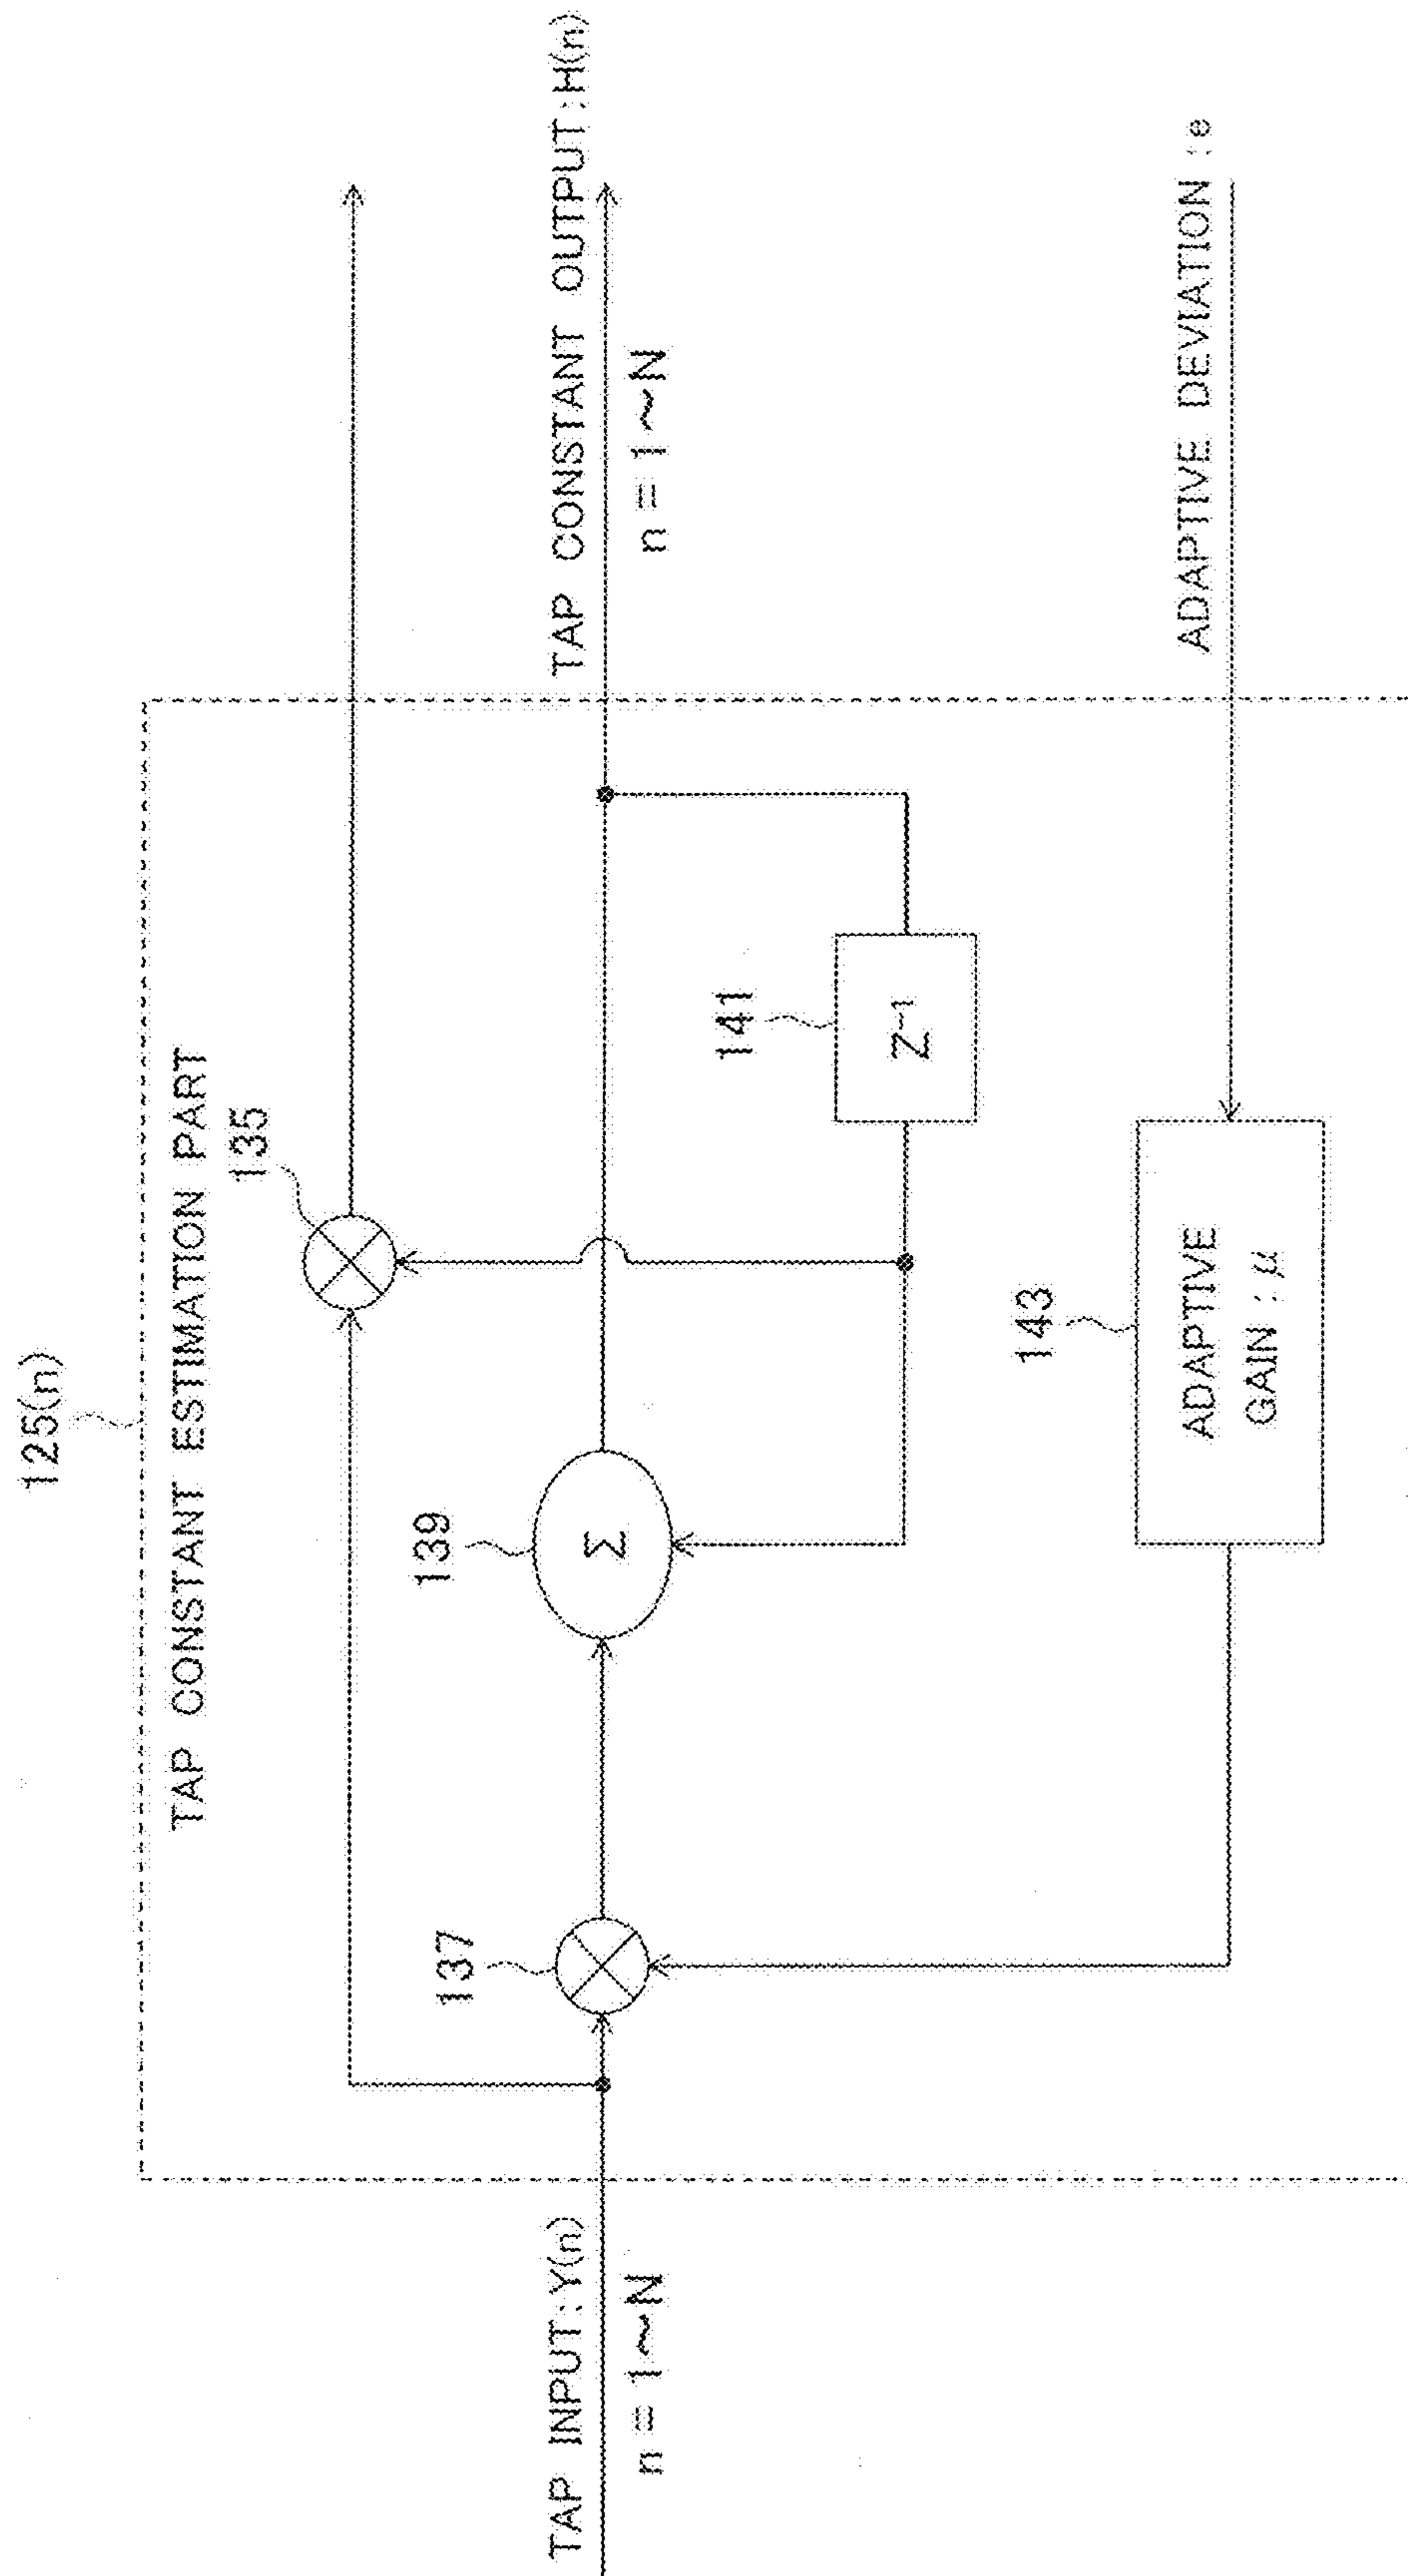 125(n)
TAP CONSTANT ESTIMATION PART
135
137
139
Σ
141
Z⁻¹
143
ADAPTIVE
GAIN : μ
TAP INPUT:Y(n)
n = 1~N
TAP CONSTANT OUTPUT:H(n)
n = 1~N
ADAPTIVE DEVIATION :e